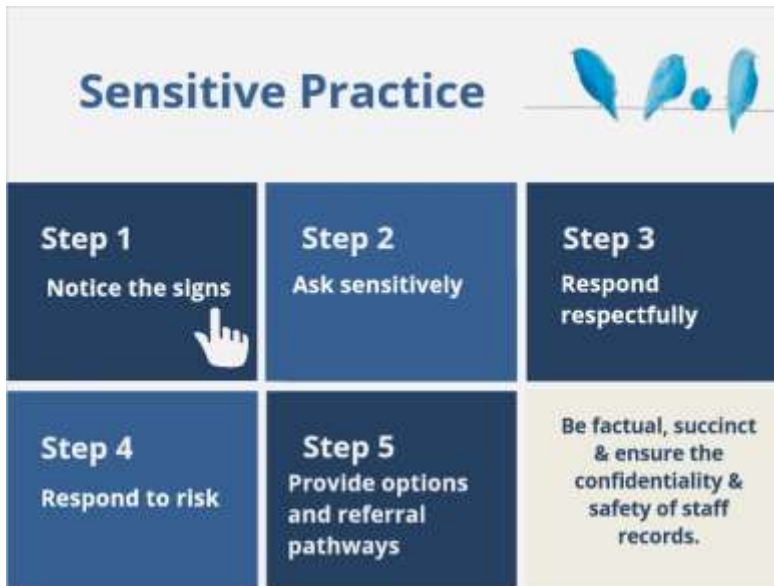 Sensitive Practice
Step 1
Notice the signs
Step 2
Ask sensitively
Step 3
Respond
respectfully
Step 4
Respond to risk
Step 5
Provide options
and referral
pathways
Be factual, succinct
& ensure the
confidentiality &
safety of staff
records.